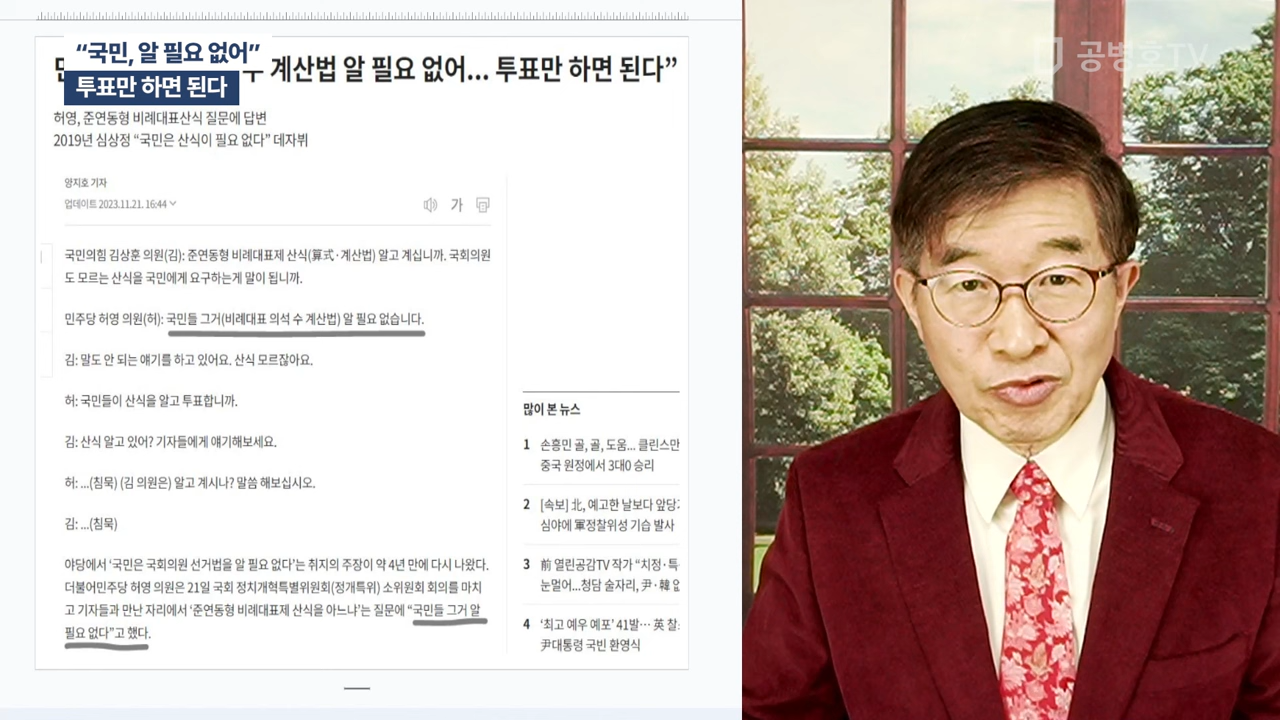 “국민, 알 필요 없어”
투표만 하면 된다
수 계산법 알 필요 없어... 투표만 하면 된다”
허영, 준연동형 비례대표산식 질문에 답변
2019년 심상정 “국민은 산식이 필요 없다” 데자뷔
양지호 기자
업데이트 2023.11.21. 16:44
가
국민의힘 김상훈 의원(김): 준연동형 비례대표제 산식(算式·계산법) 알고 계십니까. 국회의원
도 모르는 산식을 국민에게 요구하는게 말이 됩니까.
민주당 허영 의원(허): 국민들 그거(비례대표 의석 수 계산법) 알 필요 없습니다.
김: 말도 안 되는 얘기를 하고 있어요. 산식 모르잖아요.
허: 국민들이 산식을 알고 투표합니까.
김: 산식 알고 있어? 기자들에게 얘기해보세요.
허: ...(침묵) (김 의원은) 알고 계시나? 말씀 해보십시오.
김: ...(침묵)
야당에서 ‘국민은 국회의원 선거법을 알 필요 없다’는 취지의 주장이 약 4년 만에 다시 나왔다.
더불어민주당 허영 의원은 21일 국회 정치개혁특별위원회(정개특위) 소위원회 회의를 마치
고 기자들과 만난 자리에서 ‘준연동형 비례대표제 산식을 아느냐’는 질문에 “국민들 그거 알
필요 없다”고 했다.
많이 본 뉴스
1 손흥민 골, 골, 도움... 클린스만
중국 원정에서 3대0 승리
2 [속보] 北, 예고한 날보다 앞당겨
심야에 軍정찰위성 기습 발사
3 前 열린공감TV 작가 “치정·특
눈멀어...청담 술자리, 尹·韓 없
4 ‘최고 예우 예포’ 41발… 英 찰스
尹대통령 국빈 환영식
공병호TV